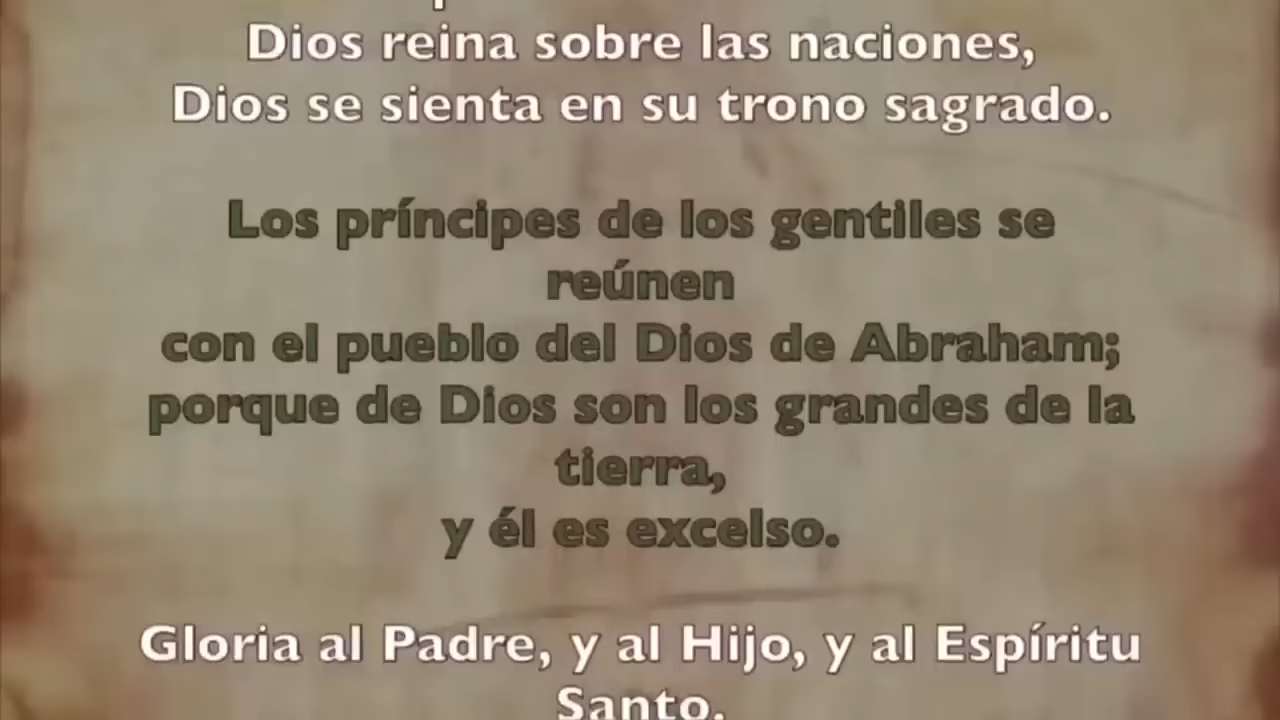 Dios reina sobre las naciones,
Dios se sienta en su trono sagrado.
Los príncipes de los gentiles se
reúnen
con el pueblo del Dios de Abraham;
porque de Dios son los grandes de la
tierra,
y él es excelso.
Gloria al Padre, y al Hijo, y al Espíritu
Santo.